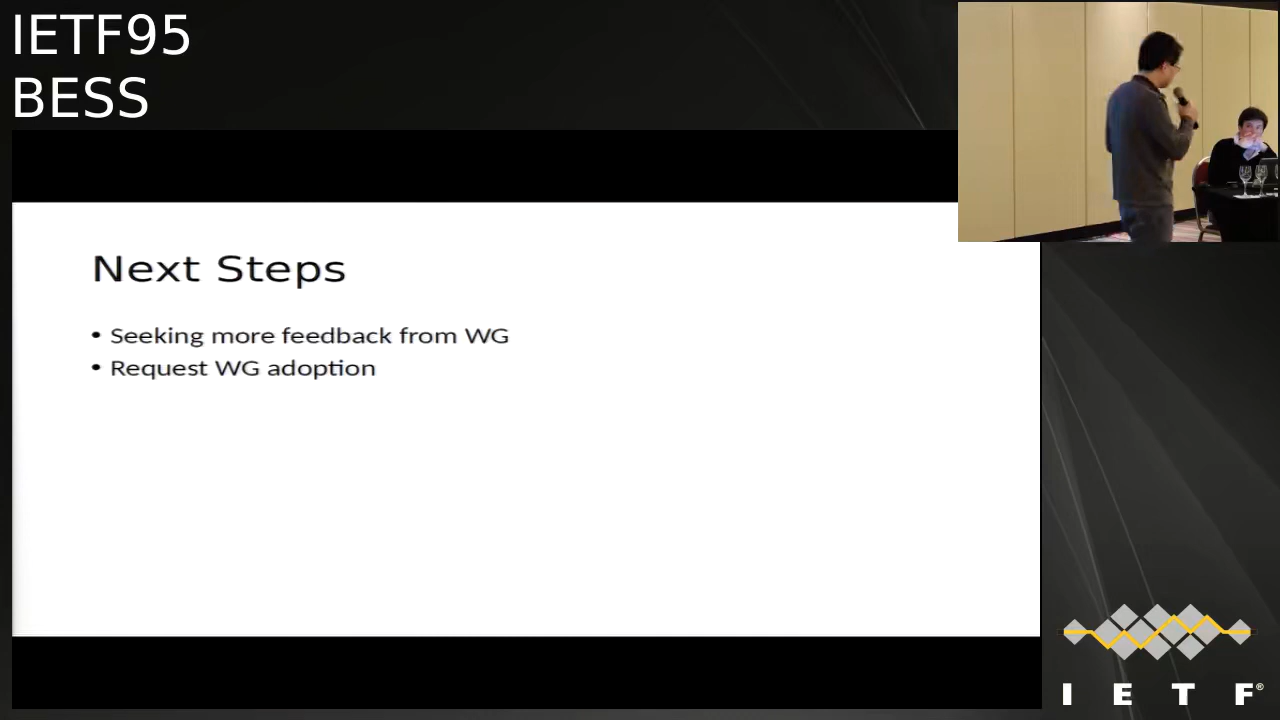 IETF95
BESS
Next Steps
• Seeking more feedback from WG
• Request WG adoption
I E T F®